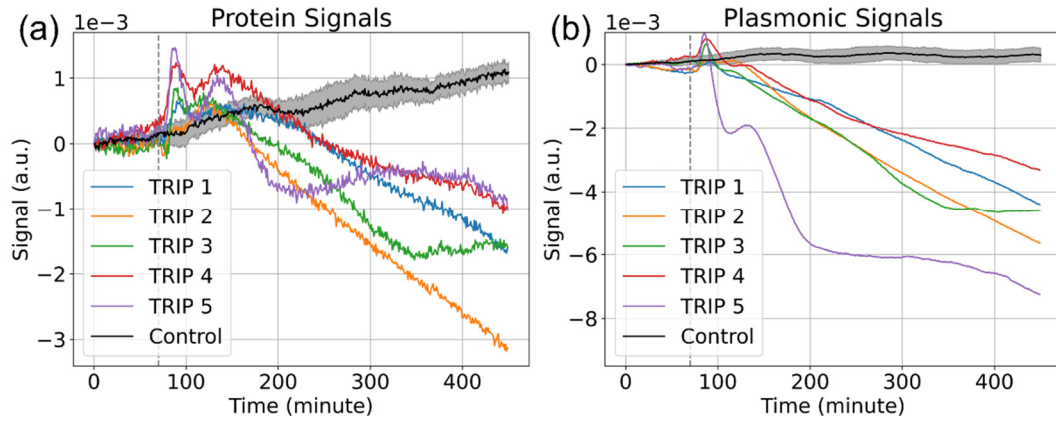 (a)
1e−3
Protein Signals
Signal (a.u.)
1
0
−1
−2
−3
TRIP 1
TRIP 2
TRIP 3
TRIP 4
TRIP 5
Control
0
100
200
300
400
Time (minute)
(b)
1e−3
Plasmonic Signals
Signal (a.u.)
0
−2
−4
−6
−8
TRIP 1
TRIP 2
TRIP 3
TRIP 4
TRIP 5
Control
0
100
200
300
400
Time (minute)